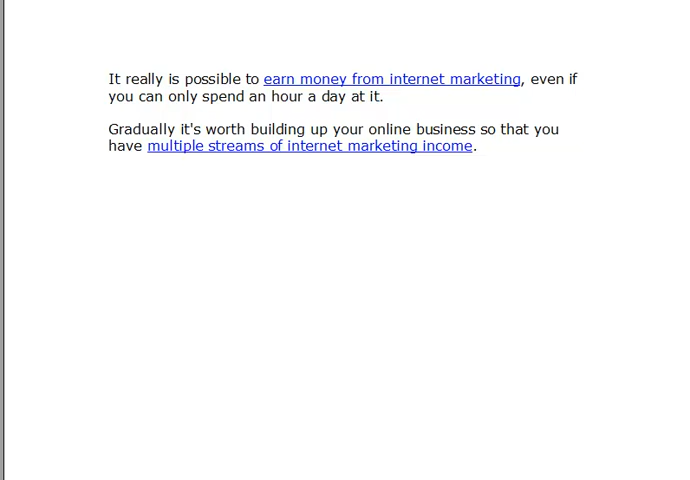 It really is possible to earn money from internet marketing, even if
you can only spend an hour a day at it.
Gradually it's worth building up your online business so that you
have multiple streams of internet marketing income.